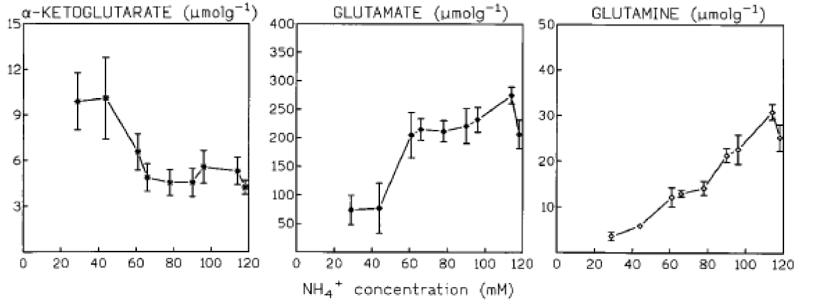 α-KETOGLUTARATE (μmolg⁻¹)
15
12
9
6
3
0 20 40 60 80 100 120
GLUTAMATE (μmolg⁻¹)
400
350
300
250
200
150
100
50
0 20 40 60 80 100 120
GLUTAMINE (μmolg⁻¹)
50
40
30
20
10
0 20 40 60 80 100 120
NH₄⁺ concentration (mM)